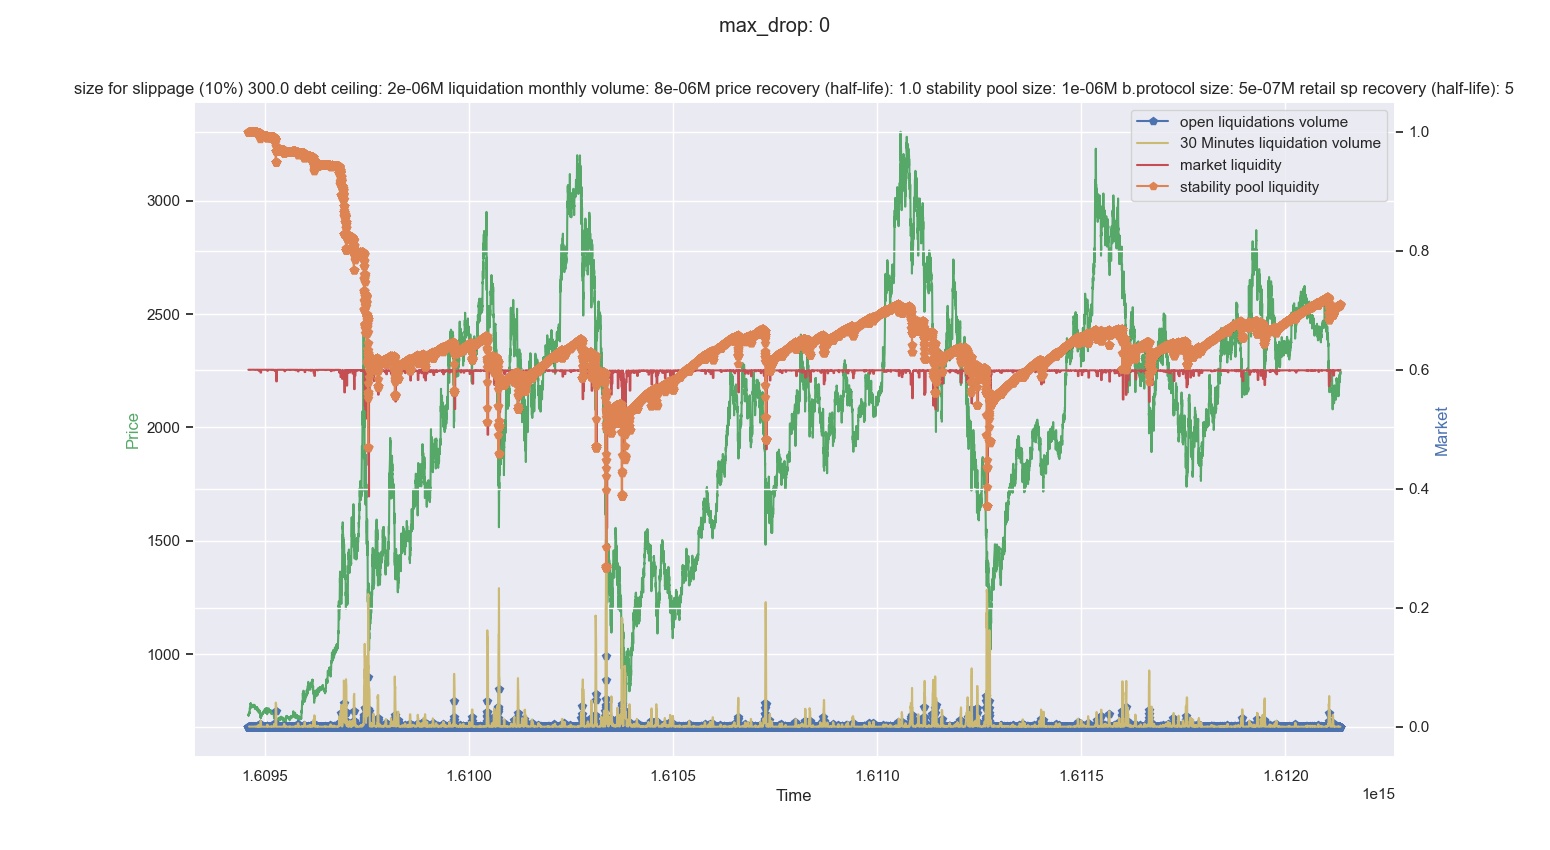 max_drop: 0
size for slippage (10%) 300.0 debt ceiling: 2e-06M liquidation monthly volume: 8e-06M price recovery (half-life): 1.0 stability pool size: 1e-06M b.protocol size: 5e-07M retail sp recovery (half-life): 5
open liquidations volume
30 Minutes liquidation volume
market liquidity
stability pool liquidity
3000
2500
2000
1500
1000
Price
1.0
0.8
0.6
0.4
0.2
0.0
Market
1.6095 1.6100 1.6105 1.6110 1.6115 1.6120
Time
1e15